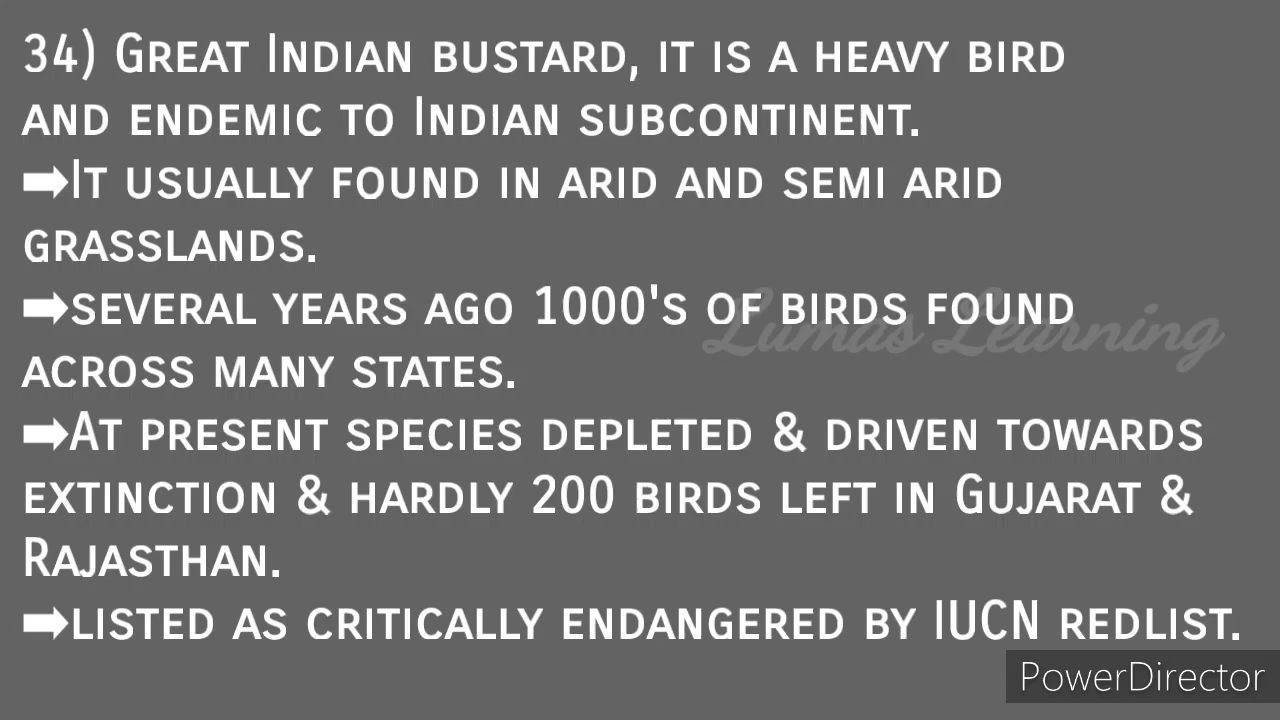 34) Great Indian bustard, it is a heavy bird
and endemic to Indian subcontinent.
➡It usually found in arid and semi arid
grasslands.
➡several years ago 1000's of birds found
across many states.
Lumas Learning
➡At present species depleted & driven towards
extinction & hardly 200 birds left in Gujarat &
Rajasthan.
➡listed as critically endangered by IUCN redlist.
PowerDirector